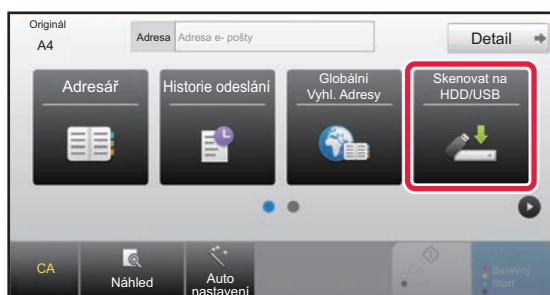 Originál
A4
Adresa
Adresa e- pošty
Detail
Adresář
Historie odeslání
Globální
Vyhl. Adresy
Skenovat na
HDD/USB
CA
Náhled
Auto
nastavení
Barevný
Start